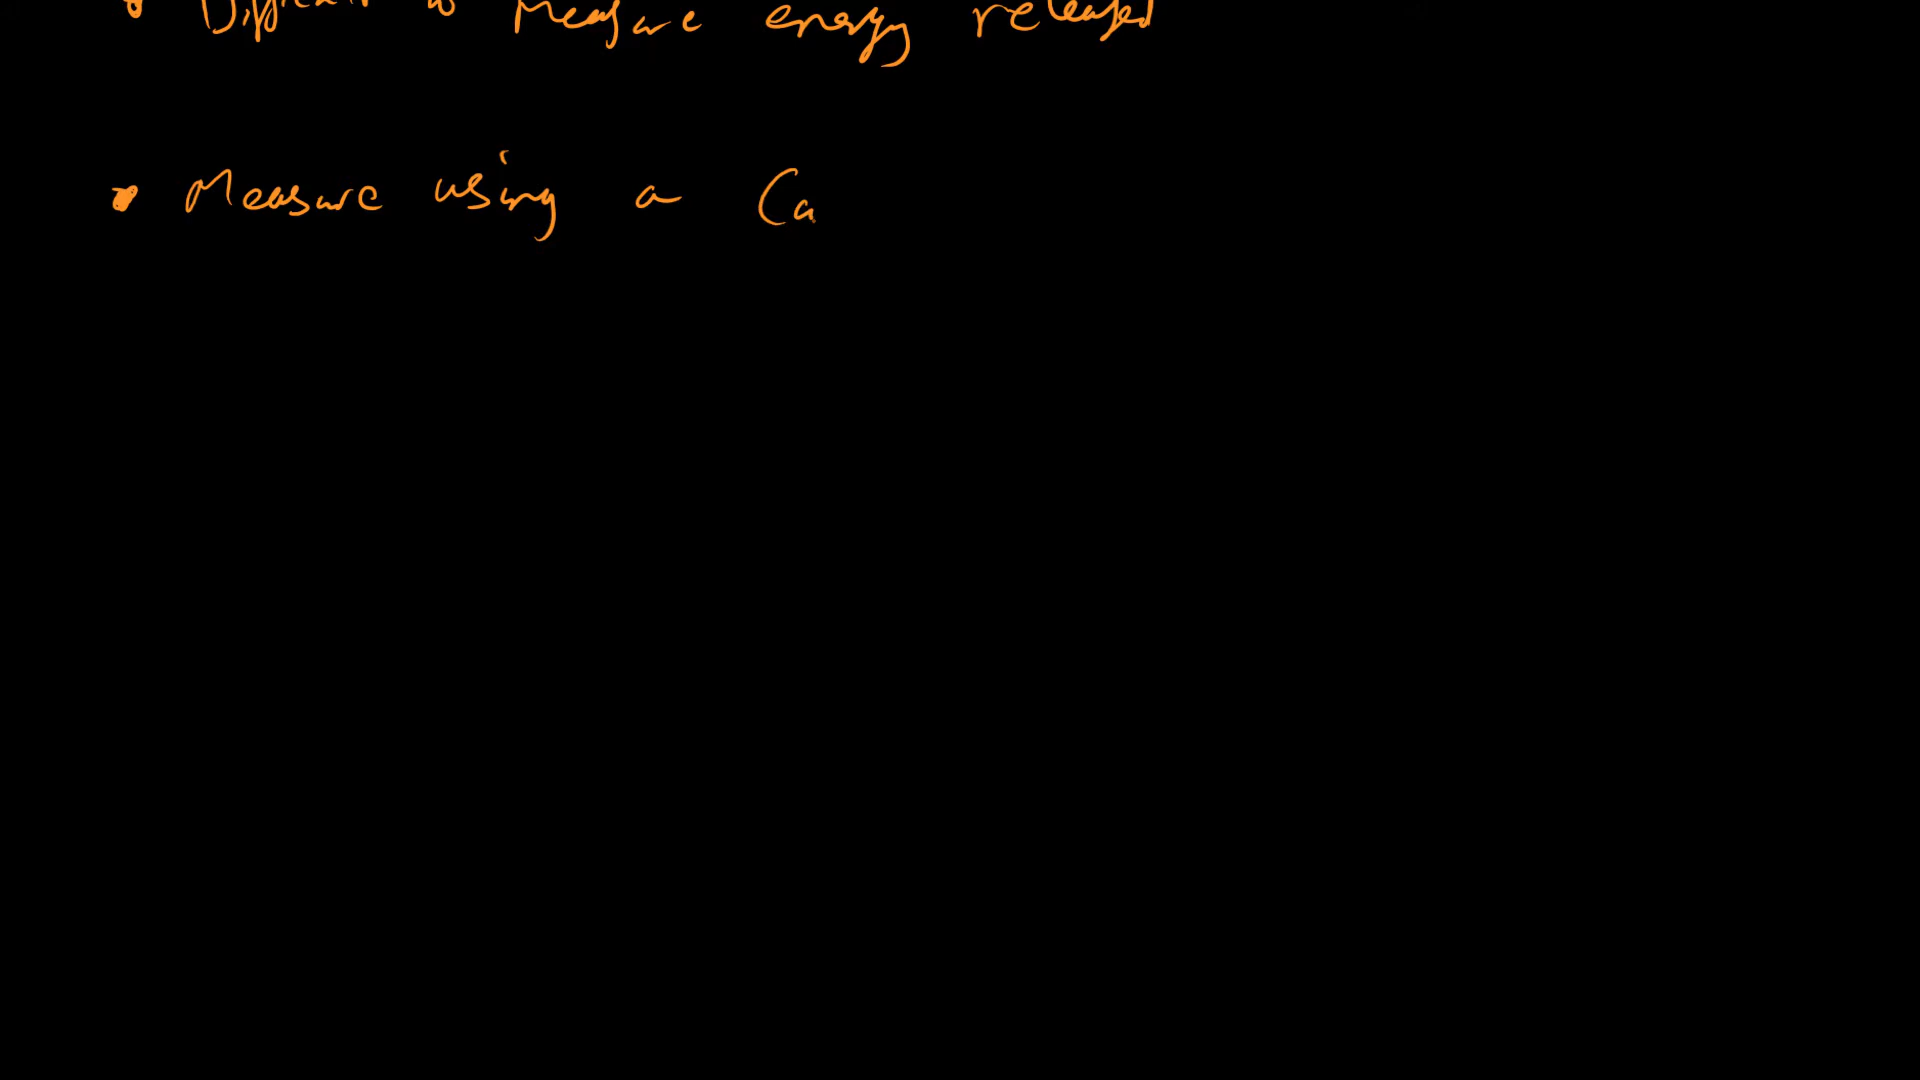 • Difficult to Measure energy released
• Measure using a Ca